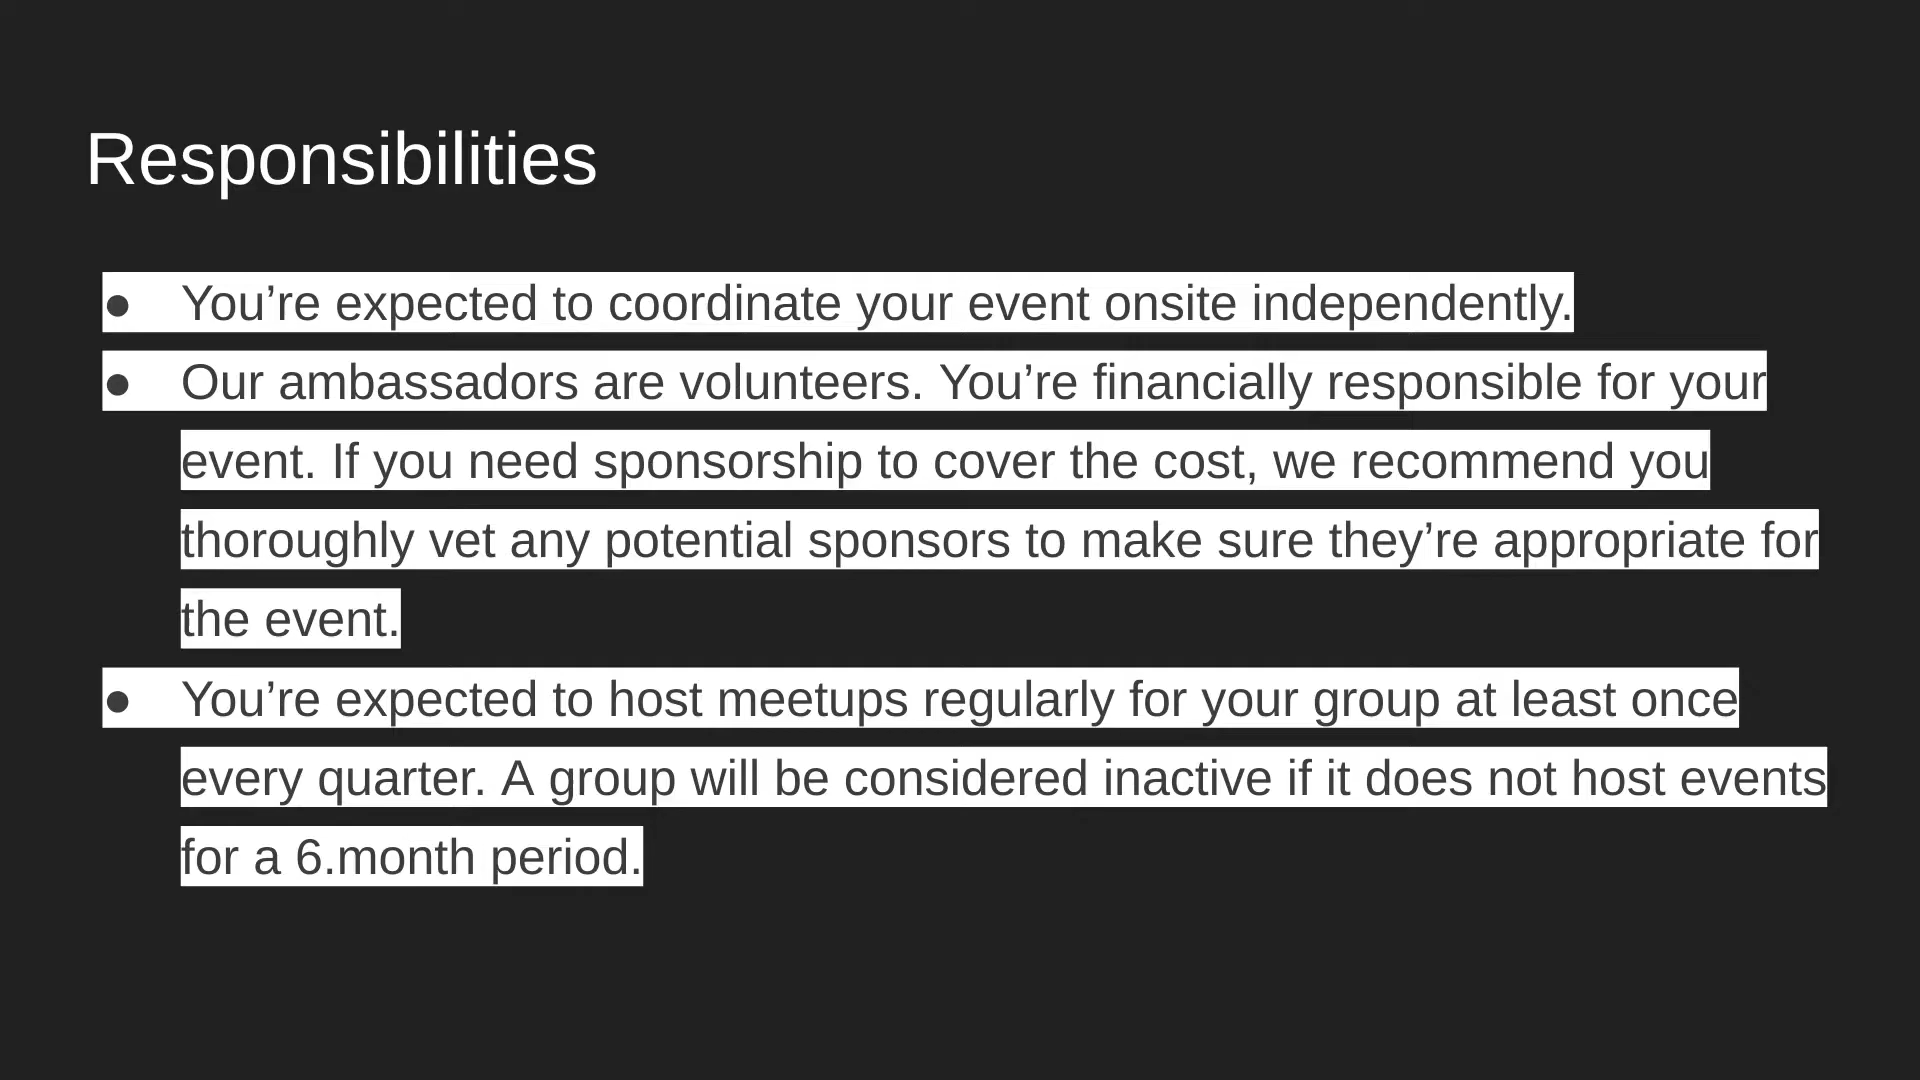 Responsibilities
● You’re expected to coordinate your event onsite independently.
● Our ambassadors are volunteers. You’re financially responsible for your
event. If you need sponsorship to cover the cost, we recommend you
thoroughly vet any potential sponsors to make sure they’re appropriate for
the event.
● You’re expected to host meetups regularly for your group at least once
every quarter. A group will be considered inactive if it does not host events
for a 6.month period.